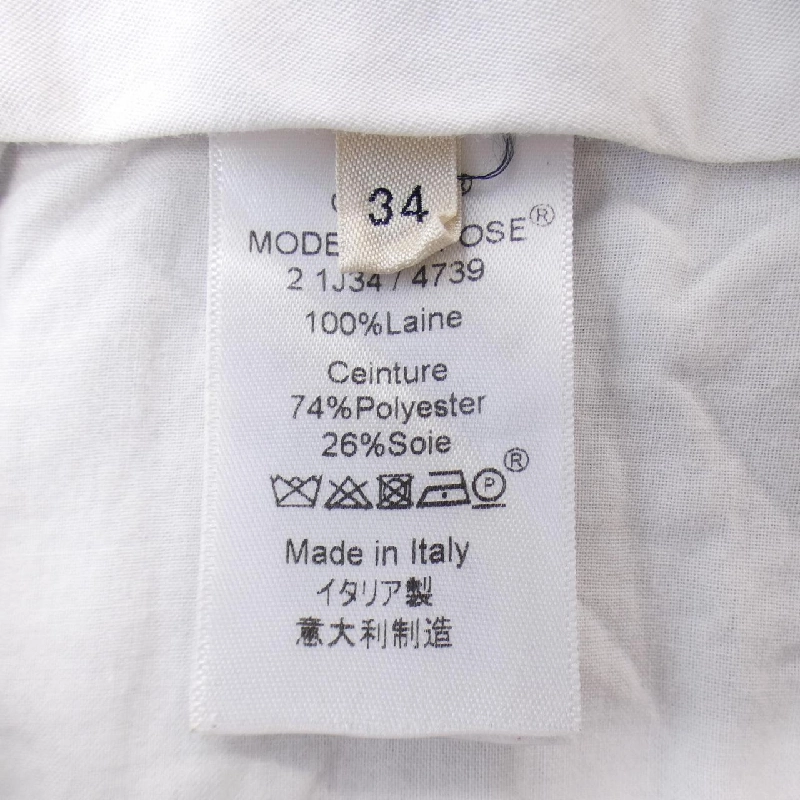 34
MODE OSE®
2 1J34 / 4739
100%Laine
Ceinture
74%Polyester
26%Soie
®
P
Made in Italy
イタリア製
意大利制造